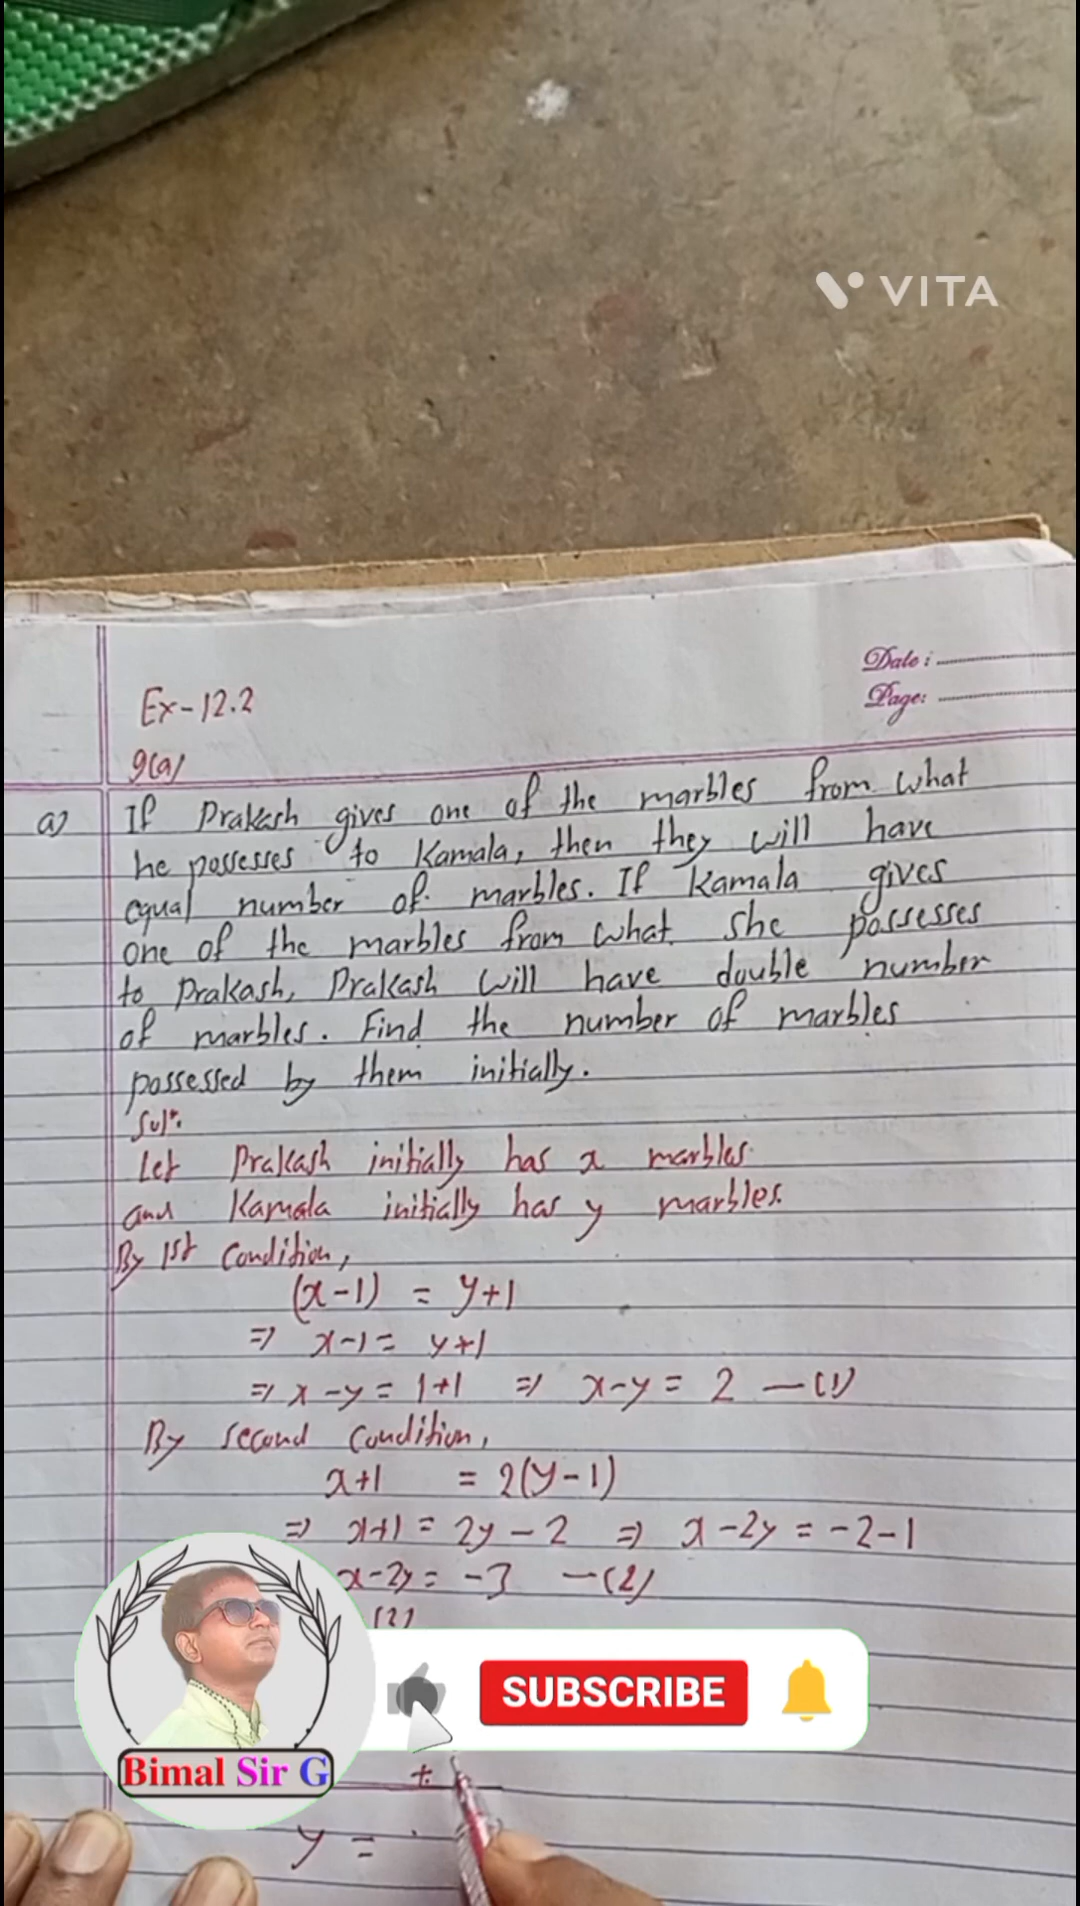 VITA
Date:
Page:
Ex-12.2
9(a)
a) If Prakash gives one of the marbles from what
he possesses to Kamala, then they will have
equal number of marbles. If Kamala gives
one of the marbles from what she possesses
to Prakash, Prakash will have double number
of marbles. Find the number of marbles
possessed by them initially.
Solⁿ.
Let Prakash initially has x marbles.
and Kamala initially has y marbles.
By 1st Condition,
(x-1) = y+1
⇒ x-1 = y+1
⇒ x-y = 1+1 ⇒ x-y = 2 —(1)
By second Condition,
x+1 = 2(y-1)
⇒ x+1 = 2y-2 ⇒ x-2y = -2-1
x-2y = -3 —(2)
(2)
SUBSCRIBE
Bimal Sir G
+
y =